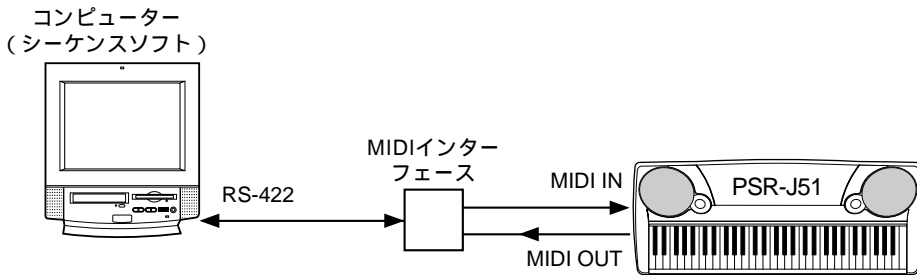 コンピューター
(シーケンスソフト)
RS-422
MIDIインター
フェース
MIDI IN
MIDI OUT
PSR-J51